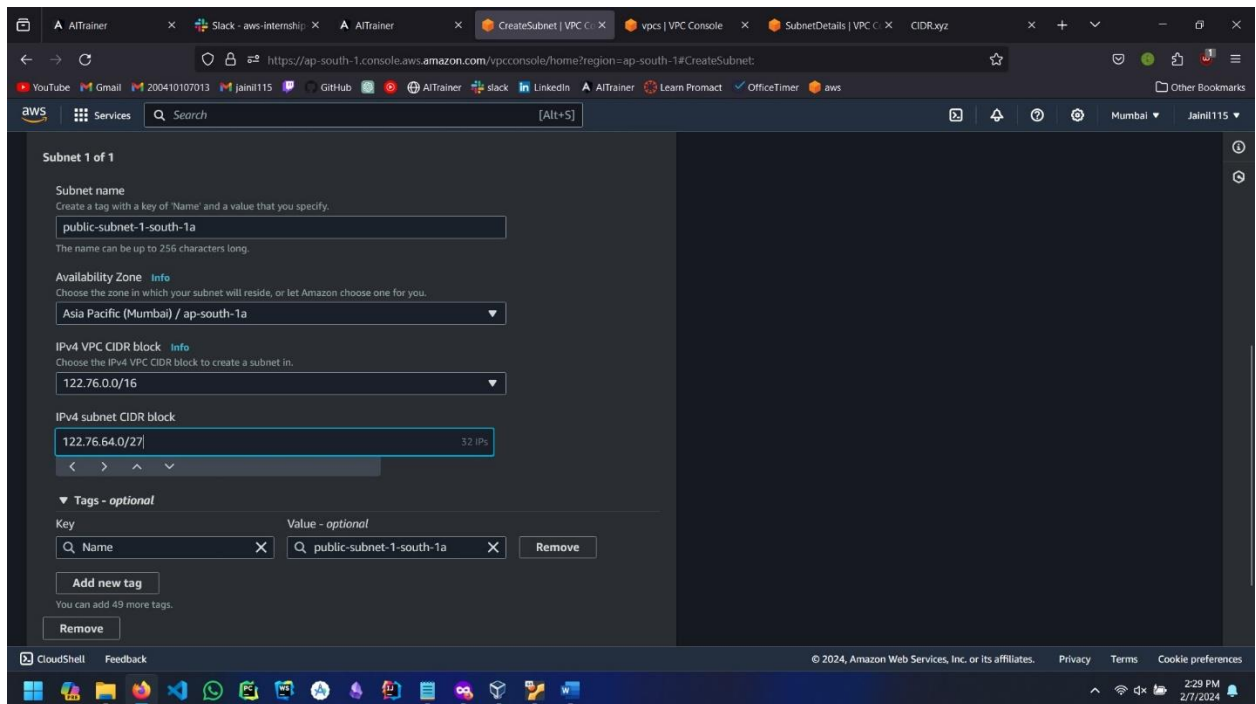 AITrainer
Slack - aws-internship
AITrainer
CreateSubnet | VPC Co
vpcs | VPC Console
SubnetDetails | VPC C
CIDR.xyz
https://ap-south-1.console.aws.amazon.com/vpcconsole/home?region=ap-south-1#CreateSubnet:
YouTube Gmail 200410107013 jainil115 GitHub AITrainer slack LinkedIn AITrainer Learn Promact OfficeTimer aws Other Bookmarks
aws Services Search [Alt+S] Mumbai Jainil115
Subnet 1 of 1
Subnet name
Create a tag with a key of 'Name' and a value that you specify.
public-subnet-1-south-1a
The name can be up to 256 characters long.
Availability Zone Info
Choose the zone in which your subnet will reside, or let Amazon choose one for you.
Asia Pacific (Mumbai) / ap-south-1a
IPv4 VPC CIDR block Info
Choose the IPv4 VPC CIDR block to create a subnet in.
122.76.0.0/16
IPv4 subnet CIDR block
122.76.64.0/27 32 IPs
Tags - optional
Key Value - optional
Name public-subnet-1-south-1a Remove
Add new tag
You can add 49 more tags.
Remove
CloudShell Feedback © 2024, Amazon Web Services, Inc. or its affiliates. Privacy Terms Cookie preferences
2:29 PM
2/7/2024